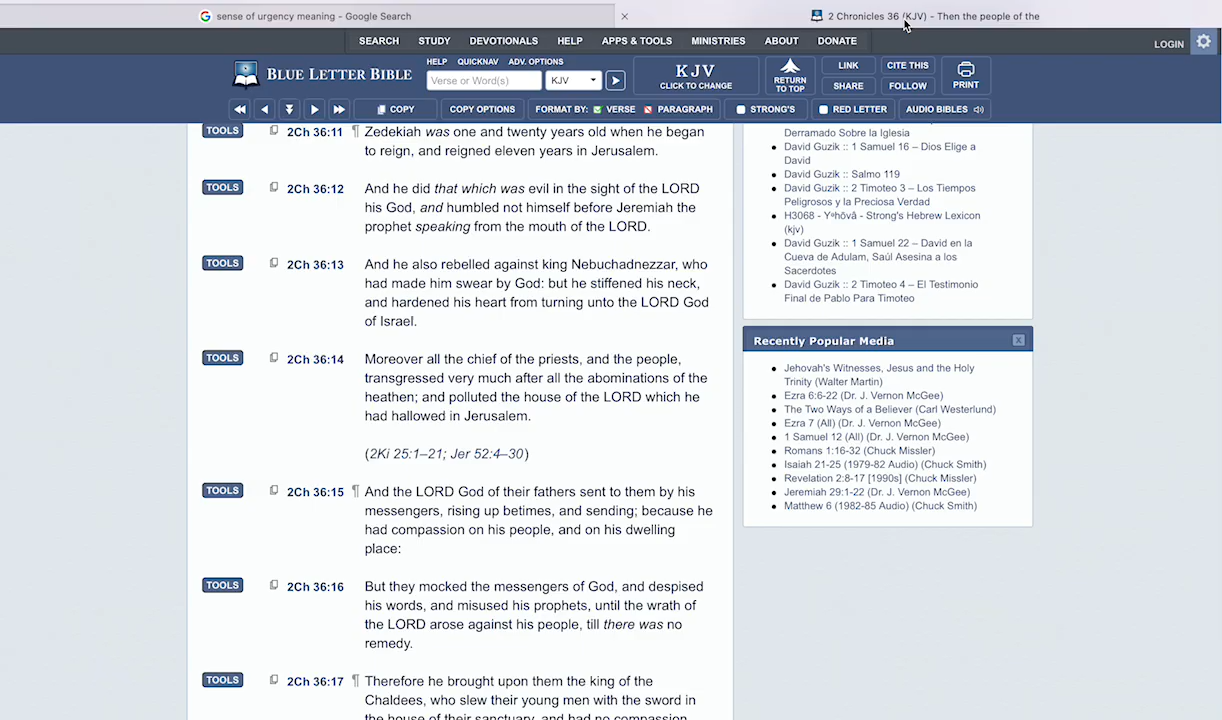 sense of urgency meaning - Google Search
2 Chronicles 36 (KJV) - Then the people of the
SEARCH STUDY DEVOTIONALS HELP APPS & TOOLS MINISTRIES ABOUT DONATE LOGIN
BLUE LETTER BIBLE
HELP QUICKNAV ADV. OPTIONS
Verse or Word(s) KJV
KJV
CLICK TO CHANGE
RETURN
TO TOP
LINK CITE THIS
SHARE FOLLOW
PRINT
COPY COPY OPTIONS FORMAT BY: VERSE PARAGRAPH STRONG'S RED LETTER AUDIO BIBLES
TOOLS 2Ch 36:11 ¶ Zedekiah was one and twenty years old when he began
to reign, and reigned eleven years in Jerusalem.
TOOLS 2Ch 36:12 And he did that which was evil in the sight of the LORD
his God, and humbled not himself before Jeremiah the
prophet speaking from the mouth of the LORD.
TOOLS 2Ch 36:13 And he also rebelled against king Nebuchadnezzar, who
had made him swear by God: but he stiffened his neck,
and hardened his heart from turning unto the LORD God
of Israel.
TOOLS 2Ch 36:14 Moreover all the chief of the priests, and the people,
transgressed very much after all the abominations of the
heathen; and polluted the house of the LORD which he
had hallowed in Jerusalem.
(2Ki 25:1–21; Jer 52:4–30)
TOOLS 2Ch 36:15 ¶ And the LORD God of their fathers sent to them by his
messengers, rising up betimes, and sending; because he
had compassion on his people, and on his dwelling
place:
TOOLS 2Ch 36:16 But they mocked the messengers of God, and despised
his words, and misused his prophets, until the wrath of
the LORD arose against his people, till there was no
remedy.
TOOLS 2Ch 36:17 ¶ Therefore he brought upon them the king of the
Chaldees, who slew their young men with the sword in
the house of their sanctuary, and had no compassion
Derramado Sobre la Iglesia
David Guzik :: 1 Samuel 16 – Dios Elige a
David
David Guzik :: Salmo 119
David Guzik :: 2 Timoteo 3 – Los Tiempos
Peligrosos y la Preciosa Verdad
H3068 - Yᵊhōvâ - Strong's Hebrew Lexicon
(kjv)
David Guzik :: 1 Samuel 22 – David en la
Cueva de Adulam, Saúl Asesina a los
Sacerdotes
David Guzik :: 2 Timoteo 4 – El Testimonio
Final de Pablo Para Timoteo
Recently Popular Media x
Jehovah's Witnesses, Jesus and the Holy
Trinity (Walter Martin)
Ezra 6:6-22 (Dr. J. Vernon McGee)
The Two Ways of a Believer (Carl Westerlund)
Ezra 7 (All) (Dr. J. Vernon McGee)
1 Samuel 12 (All) (Dr. J. Vernon McGee)
Romans 1:16-32 (Chuck Missler)
Isaiah 21-25 (1979-82 Audio) (Chuck Smith)
Revelation 2:8-17 [1990s] (Chuck Missler)
Jeremiah 29:1-22 (Dr. J. Vernon McGee)
Matthew 6 (1982-85 Audio) (Chuck Smith)